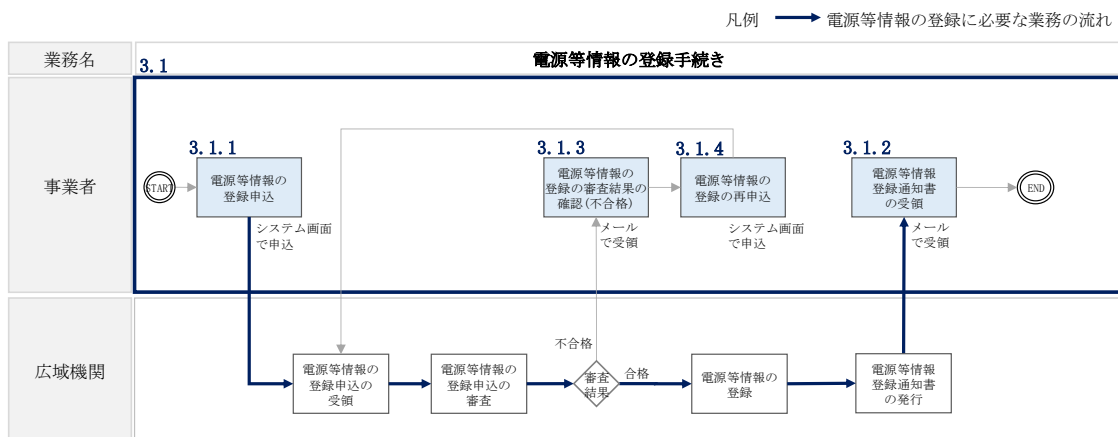 凡例 電源等情報の登録に必要な業務の流れ
業務名
3.1
電源等情報の登録手続き
事業者
START
3.1.1
電源等情報の
登録申込
システム画面
で申込
3.1.3
電源等情報の
登録の審査結果の
確認(不合格)
メール
で受領
3.1.4
電源等情報の
登録の再申込
システム画面
で申込
3.1.2
電源等情報
登録通知書
の受領
メール
で受領
END
広域機関
電源等情報の
登録申込の
受領
電源等情報の
登録申込の
審査
不合格
審査
結果
合格
電源等情報の
登録
電源等情報
登録通知書
の発行